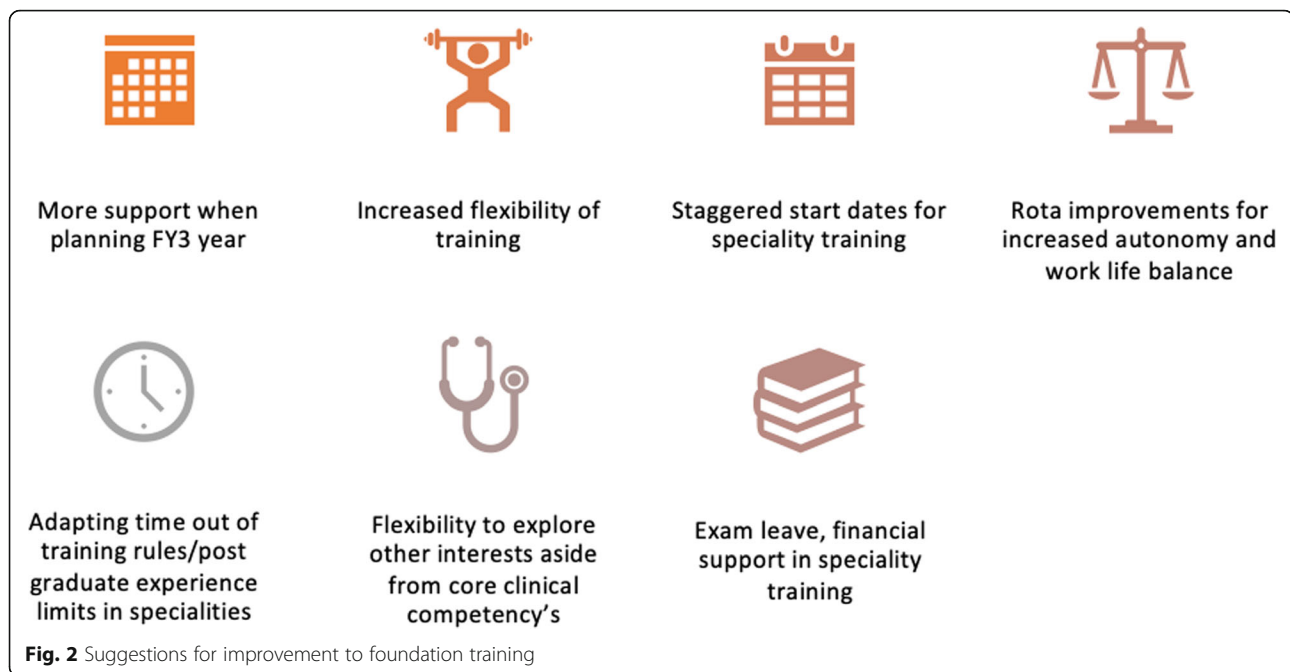 More support when
planning FY3 year
Increased flexibility of
training
Staggered start dates for
speciality training
Rota improvements for
increased autonomy and
work life balance
Adapting time out of
training rules/post
graduate experience
limits in specialities
Flexibility to explore
other interests aside
from core clinical
competency's
Exam leave, financial
support in speciality
training
Fig. 2 Suggestions for improvement to foundation training